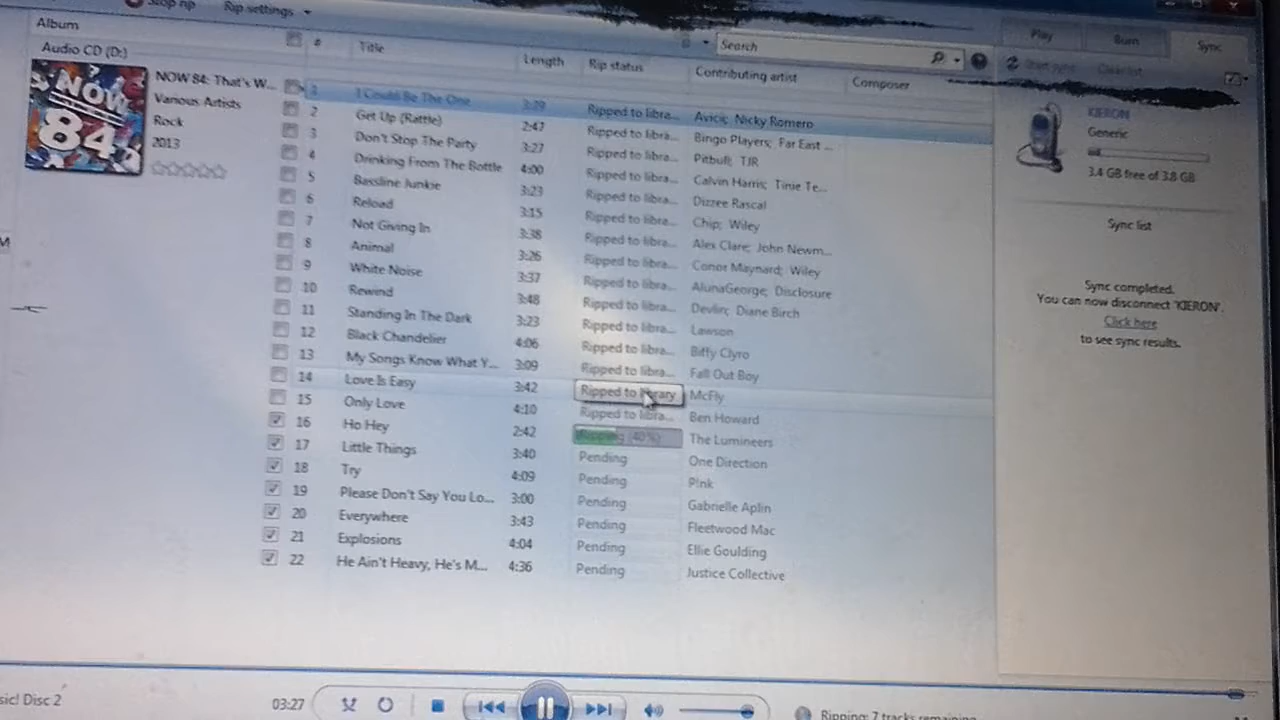 Stop rip Rip settings
Album # Title Length Rip status Contributing artist Composer
Search
Play Burn Sync
Start sync Clear list
Audio CD (D:)
NOW 84
NOW 84: That's W...
Various Artists
Rock
2013
1 I Could Be The One 3:29 Ripped to libra... Avicii; Nicky Romero
2 Get Up (Rattle) 2:47 Ripped to libra... Bingo Players; Far East ...
3 Don't Stop The Party 3:27 Ripped to libra... Pitbull; TJR
4 Drinking From The Bottle 4:00 Ripped to libra... Calvin Harris; Tinie Te...
5 Bassline Junkie 3:23 Ripped to libra... Dizzee Rascal
6 Reload 3:15 Ripped to libra... Chip; Wiley
7 Not Giving In 3:38 Ripped to libra... Alex Clare; John Newm...
8 Animal 3:26 Ripped to libra... Conor Maynard; Wiley
9 White Noise 3:37 Ripped to libra... AlunaGeorge; Disclosure
10 Rewind 3:48 Ripped to libra... Devlin; Diane Birch
11 Standing In The Dark 3:23 Ripped to libra... Lawson
12 Black Chandelier 4:06 Ripped to libra... Biffy Clyro
13 My Songs Know What Y... 3:09 Ripped to libra... Fall Out Boy
14 Love Is Easy 3:42 Ripped to library McFly
15 Only Love 4:10 Ripped to libra... Ben Howard
16 Ho Hey 2:42 Ripping (40%) The Lumineers
17 Little Things 3:40 Pending One Direction
18 Try 4:09 Pending P!nk
19 Please Don't Say You Lo... 3:00 Pending Gabrielle Aplin
20 Everywhere 3:43 Pending Fleetwood Mac
21 Explosions 4:04 Pending Ellie Goulding
22 He Ain't Heavy, He's M... 4:36 Pending Justice Collective
KIERON
Generic
3.4 GB free of 3.8 GB
Sync list
Sync completed.
You can now disconnect 'KIERON'.
Click here
to see sync results.
sic! Disc 2
03:27
Ripping: 7 tracks remaining